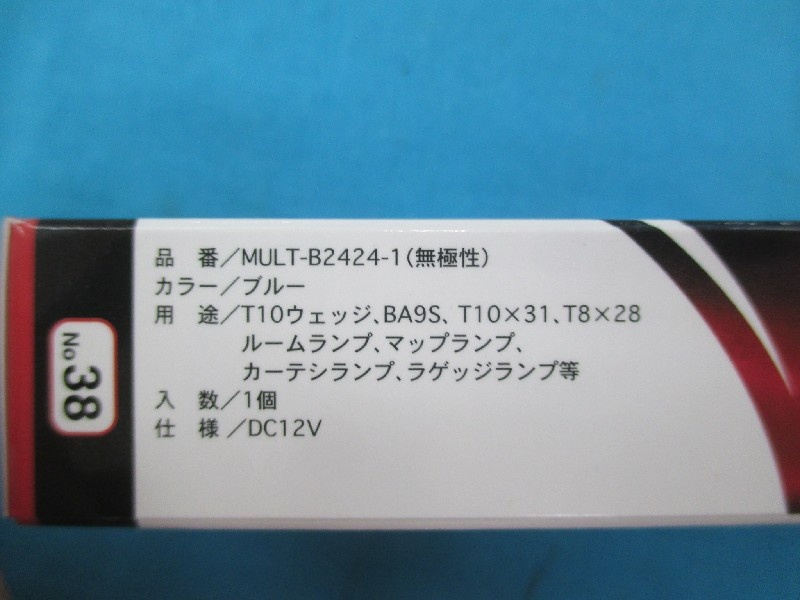 品　番／MULT-B2424-1（無極性）
カラー／ブルー
用　途／T10ウェッジ、BA9S、T10×31、T8×28
ルームランプ、マップランプ、
カーテシランプ、ラゲッジランプ等
入　数／1個
仕　様／DC12V
No38